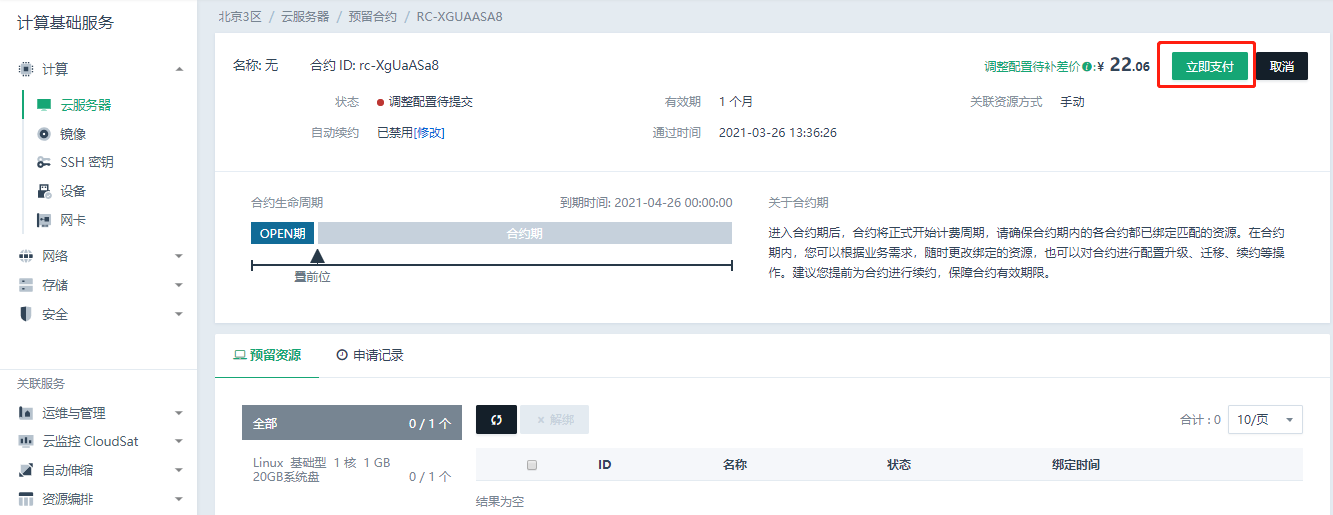 计算基础服务
计算
云服务器
镜像
SSH 密钥
设备
网卡
网络
存储
安全
关联服务
运维与管理
云监控 CloudSat
自动伸缩
资源编排
北京3区 / 云服务器 / 预留合约 / RC-XGUAASA8
名称: 无 合约 ID: rc-XgUaASa8 调整配置待补差价 : ¥ 22.06 立即支付 取消
状态 调整配置待提交 有效期 1 个月 关联资源方式 手动
自动续约 已禁用[修改] 通过时间 2021-03-26 13:36:26
合约生命周期 到期时间: 2021-04-26 00:00:00
OPEN期 合约期
关于合约期
进入合约期后，合约将正式开始计费周期，请确保合约期内的各合约都已绑定匹配的资源。在合约
期内，您可以根据业务需求，随时更改绑定的资源，也可以对合约进行配置升级、迁移、续约等操
作。建议您提前为合约进行续约，保障合约有效期限。
预留资源 申请记录
全部 0 / 1 个
Linux 基础型 1 核 1 GB
20GB系统盘 0 / 1 个
× 解绑 合计 : 0 10/页
ID 名称 状态 绑定时间
结果为空